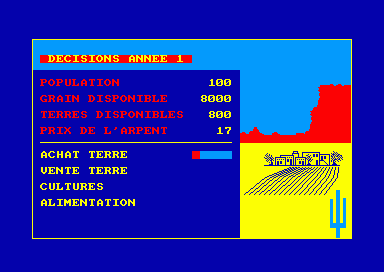 DECISIONS ANNEE 1
POPULATION 100
GRAIN DISPONIBLE 8000
TERRES DISPONIBLES 800
PRIX DE L'ARPENT 17
ACHAT TERRE
VENTE TERRE
CULTURES
ALIMENTATION